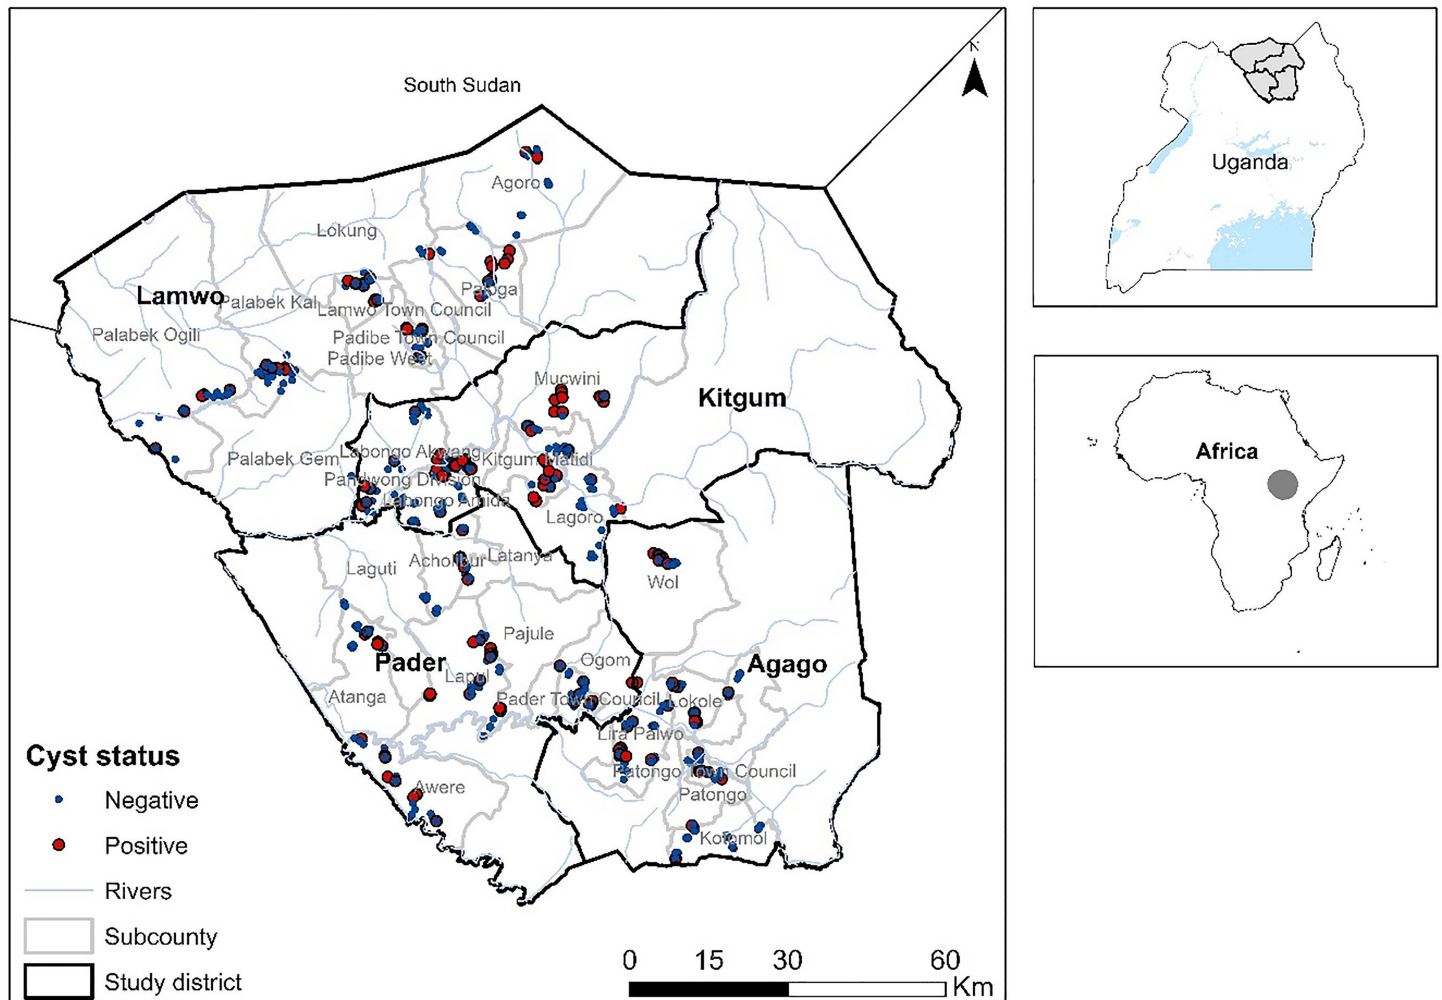 South Sudan
N
Agoro
Lokung
Lamwo
Palabek Kal
Paloga
Lamwo Town Council
Palabek Ogili
Padibe Town Council
Padibe West
Mucwini
Kitgum
Palabek Gem
Labongo Akwang
Kitgum Matidi
Pandwong Division
Labongo Amida
Lagoro
Acholibur
Latanya
Laguti
Wol
Pajule
Pader
Ogom
Agago
Lapul
Atanga
Pader Town Council
Lokole
Lira Palwo
Patongo Town Council
Awere
Patongo
Kotomol
Cyst status
Negative
Positive
Rivers
Subcounty
Study district
0 15 30 60
Km
Uganda
Africa